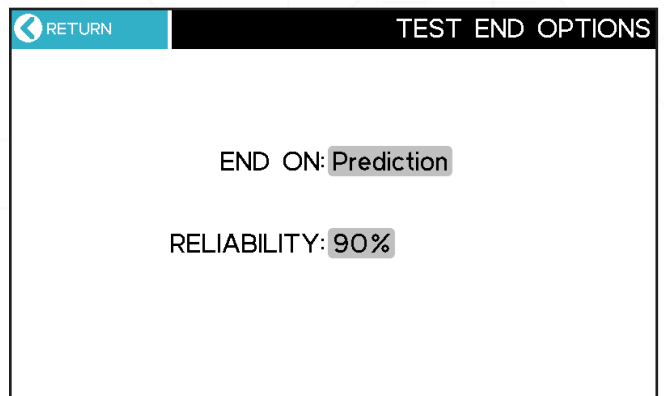 RETURN
TEST END OPTIONS
END ON: Prediction
RELIABILITY: 90%